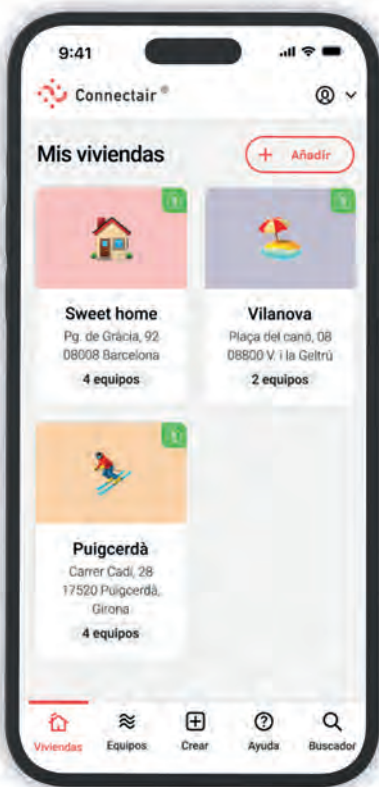 9:41
Connectair ®
Mis viviendas
+ Añadir
Sweet home
Pg. de Gràcia, 92
08008 Barcelona
4 equipos
Vilanova
Plaça del canó, 08
08800 V. i la Geltrú
2 equipos
Puigcerdà
Carrer Cadí, 28
17520 Puigcerdà,
Girona
4 equipos
Viviendas
Equipos
Crear
Ayuda
Buscador